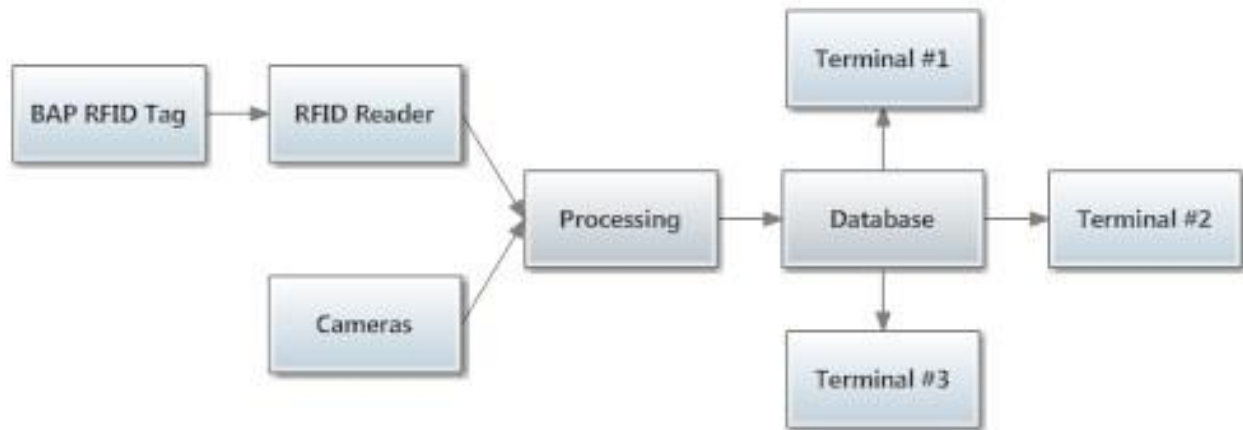 Terminal #1
BAP RFID Tag
RFID Reader
Processing
Database
Terminal #2
Cameras
Terminal #3